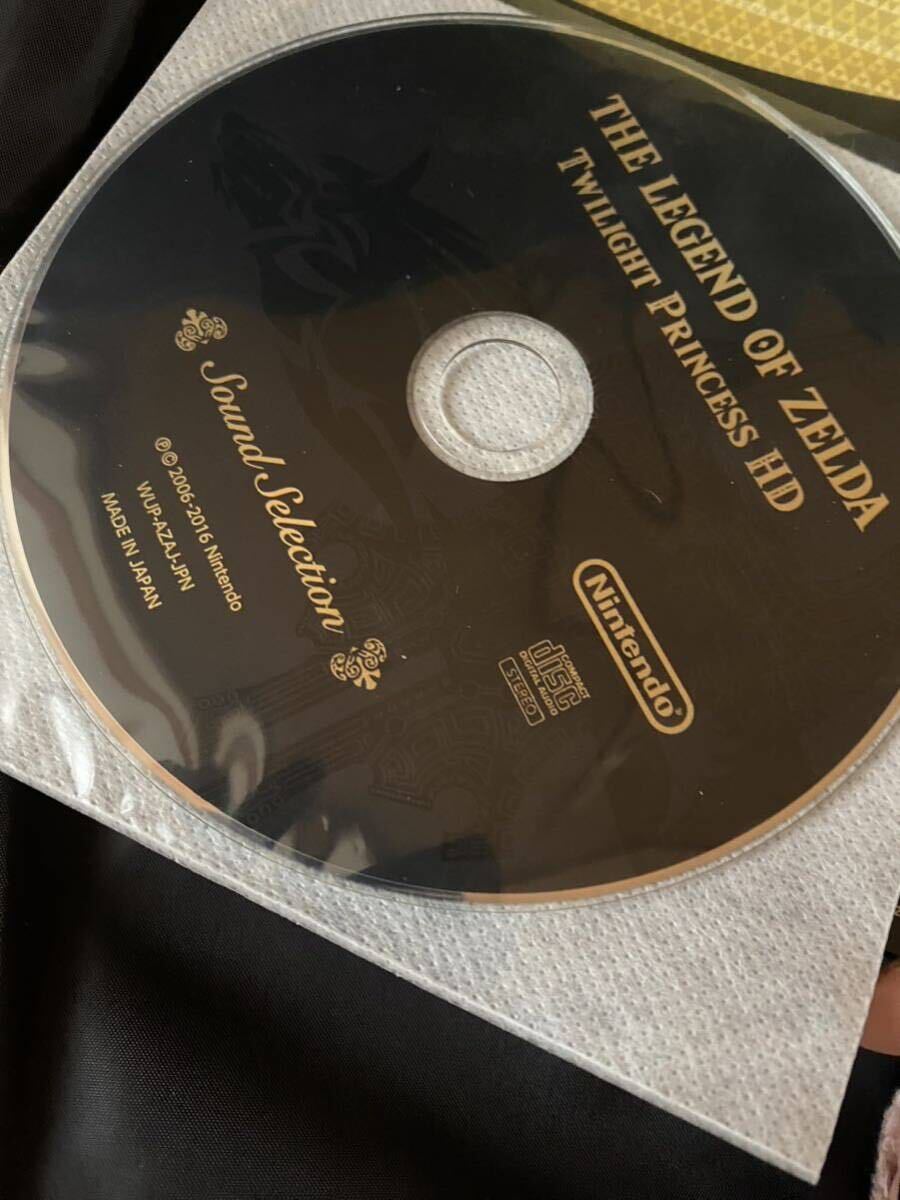 THE LEGEND OF ZELDA
TWILIGHT PRINCESS HD
Nintendo
COMPACT
disc
DIGITAL AUDIO
STEREO
Sound Selection
℗© 2006-2016 Nintendo
WUP-AZAJ-JPN
MADE IN JAPAN